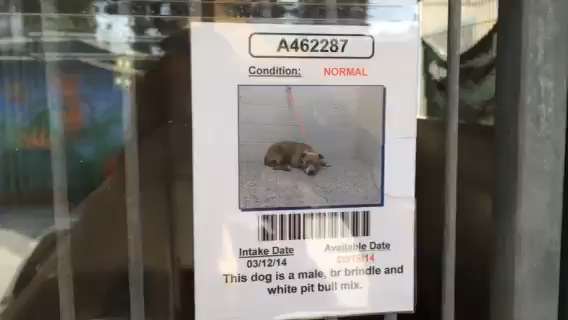 A462287
Condition: NORMAL
Intake Date Available Date
03/12/14 /14
This dog is a male, br brindle and
white pit bull mix.